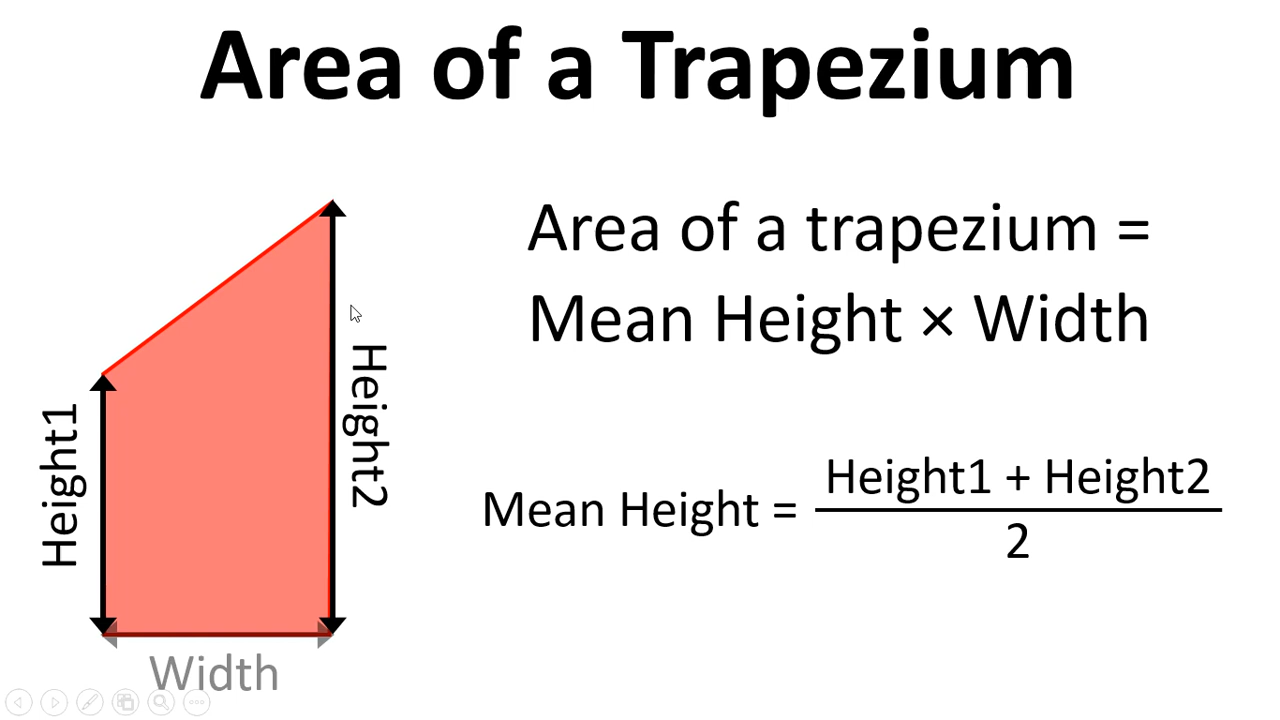 Area of a Trapezium
Area of a trapezium =
Mean Height × Width
Height1
Height2
Width
Mean Height =
Height1 + Height2
2